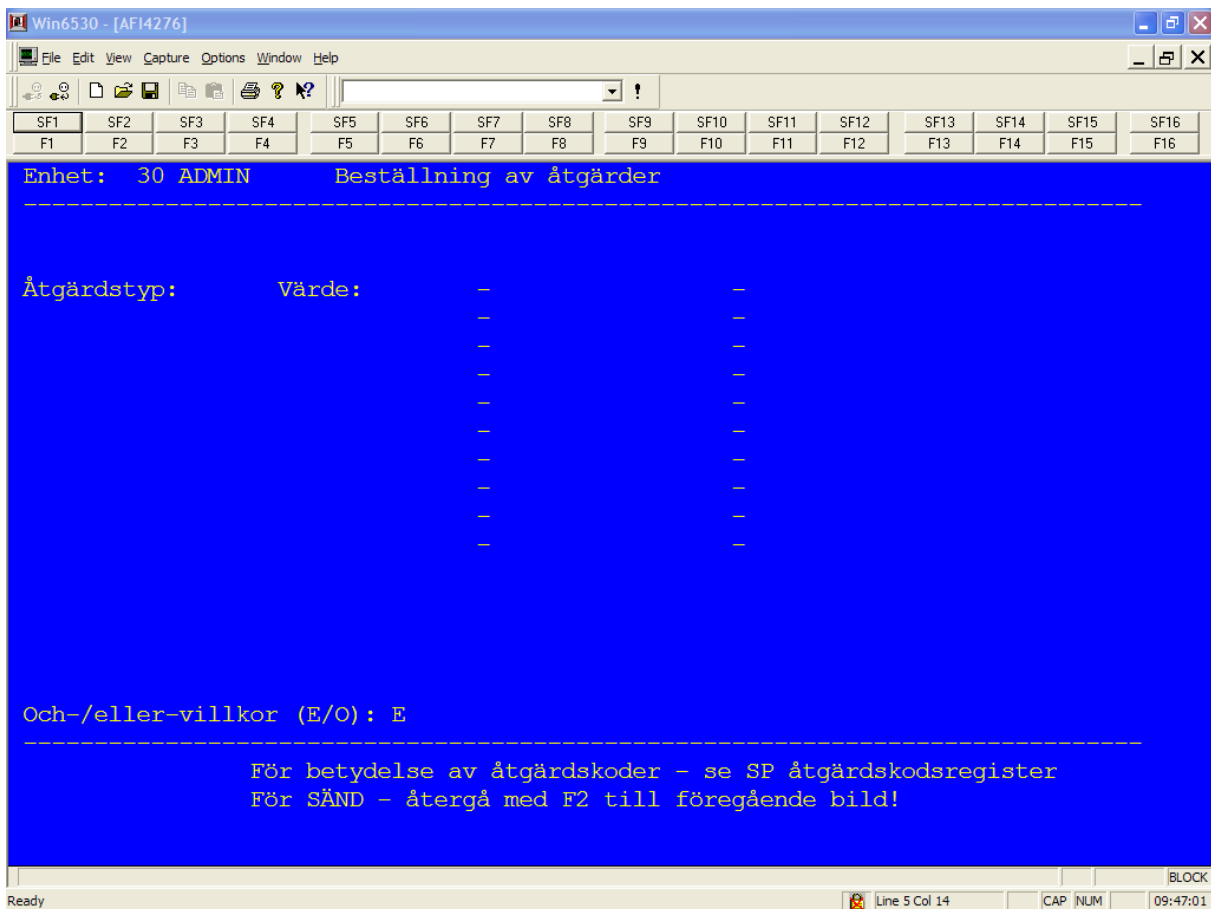 Win6530 - [AFI4276]
File Edit View Capture Options Window Help
SF1 SF2 SF3 SF4 SF5 SF6 SF7 SF8 SF9 SF10 SF11 SF12 SF13 SF14 SF15 SF16
F1 F2 F3 F4 F5 F6 F7 F8 F9 F10 F11 F12 F13 F14 F15 F16
Enhet: 30 ADMIN Beställning av åtgärder
--------------------------------------------------------------------------------
Åtgärdstyp: Värde: - -
- -
- -
- -
- -
- -
- -
- -
- -
- -
Och-/eller-villkor (E/O): E
--------------------------------------------------------------------------------
För betydelse av åtgärdskoder - se SP åtgärdskodsregister
För SÄND - återgå med F2 till föregående bild!
BLOCK
Ready Line 5 Col 14 CAP NUM 09:47:01